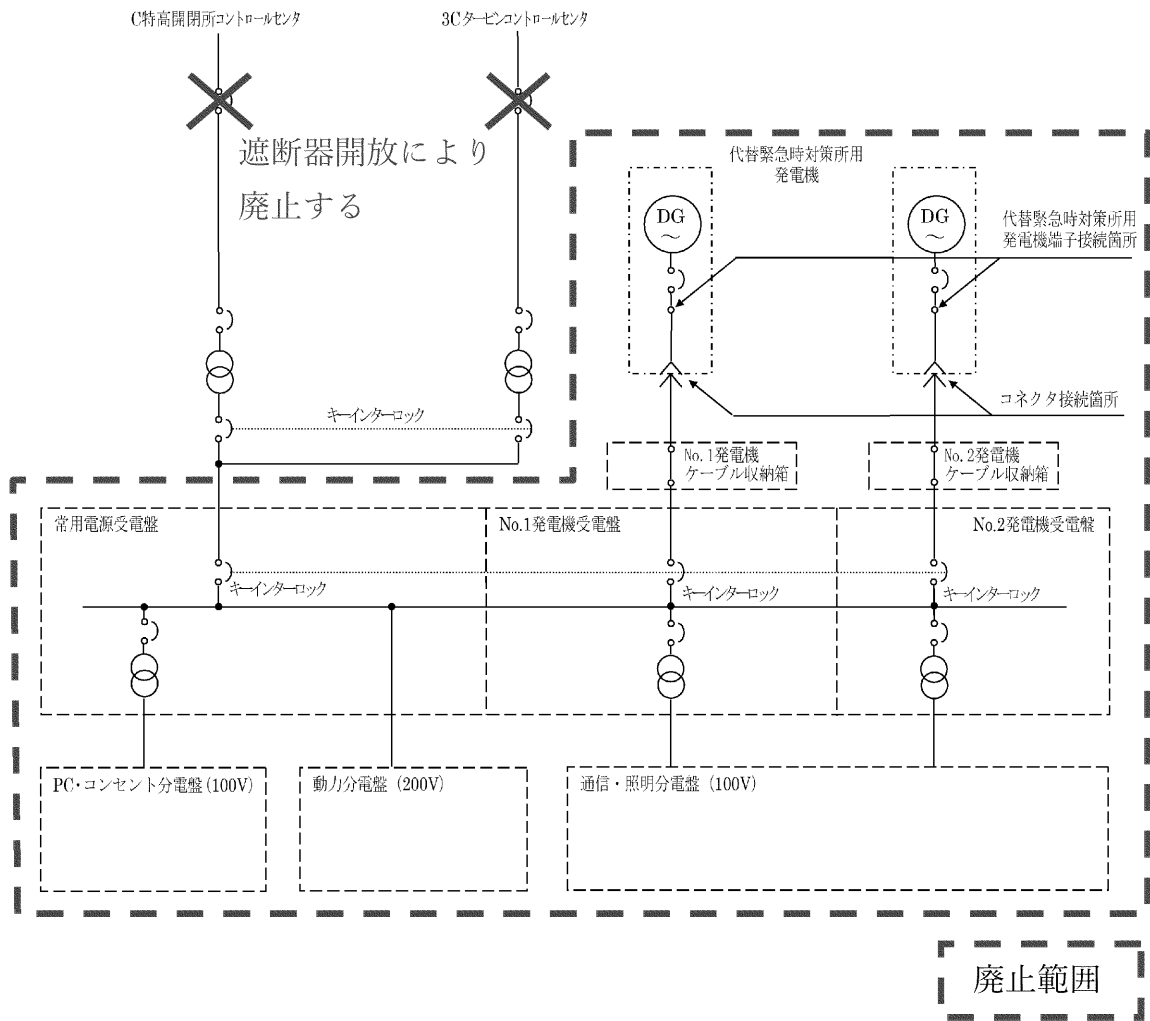 C特高開閉所コントロールセンタ
3Cタービンコントロールセンタ
遮断器開放により
廃止する
代替緊急時対策所用
発電機
DG
~
DG
~
代替緊急時対策所用
発電機端子接続箇所
コネクタ接続箇所
キーインターロック
No.1発電機
ケーブル収納箱
No.2発電機
ケーブル収納箱
常用電源受電盤
No.1発電機受電盤
No.2発電機受電盤
キーインターロック
キーインターロック
キーインターロック
PC・コンセント分電盤(100V)
動力分電盤 (200V)
通信・照明分電盤 (100V)
廃止範囲